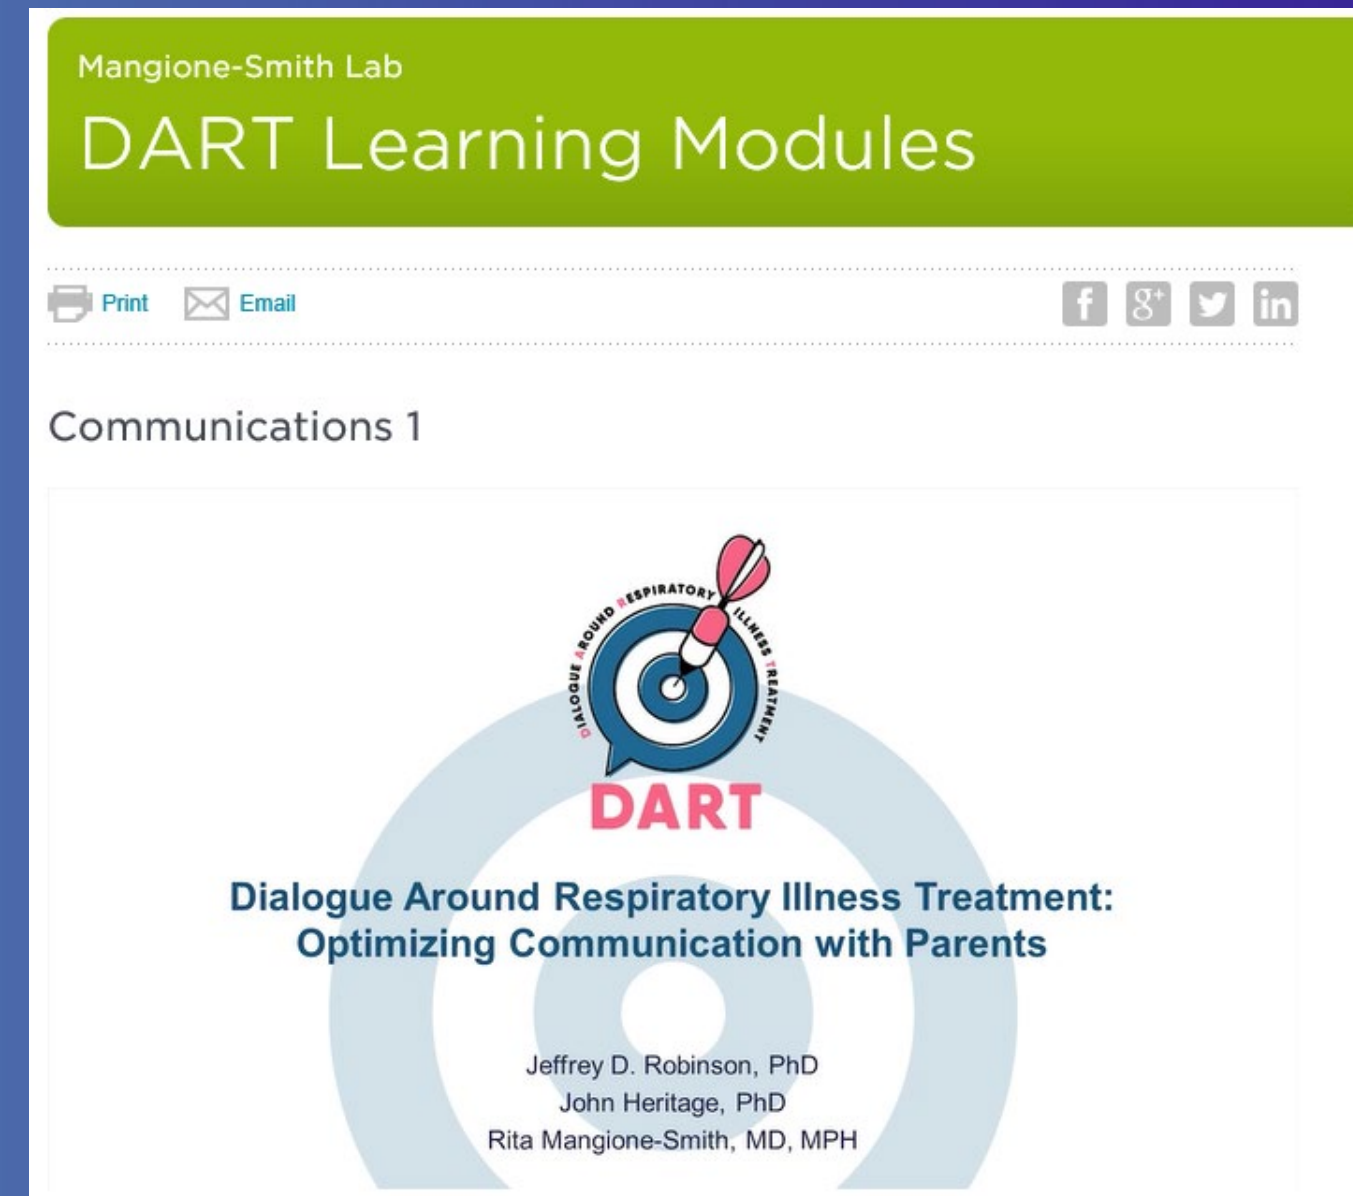 Mangione-Smith Lab
DART Learning Modules
Print Email f g+ in
Communications 1
DIALOGUE AROUND RESPIRATORY ILLNESS TREATMENT
DART
Dialogue Around Respiratory Illness Treatment:
Optimizing Communication with Parents
Jeffrey D. Robinson, PhD
John Heritage, PhD
Rita Mangione-Smith, MD, MPH